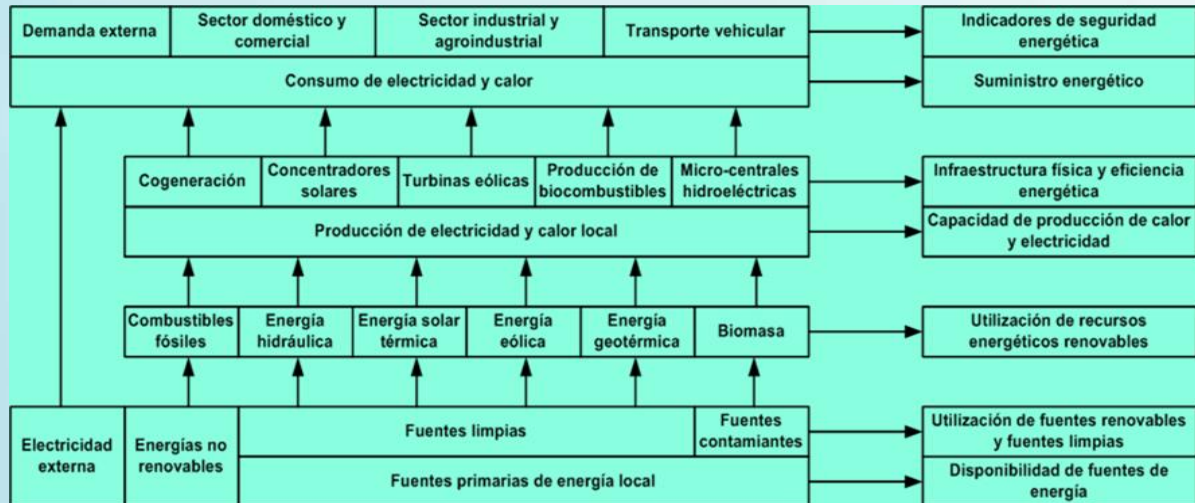 Demanda externa
Sector doméstico y
comercial
Sector industrial y
agroindustrial
Transporte vehicular
Indicadores de seguridad
energética
Consumo de electricidad y calor
Suministro energético
Cogeneración
Concentradores
solares
Turbinas eólicas
Producción de
biocombustibles
Micro-centrales
hidroeléctricas
Infraestructura física y eficiencia
energética
Producción de electricidad y calor local
Capacidad de producción de calor
y electricidad
Combustibles
fósiles
Energía
hidráulica
Energía solar
térmica
Energía
eólica
Energía
geotérmica
Biomasa
Utilización de recursos
energéticos renovables
Electricidad
externa
Energías no
renovables
Fuentes limpias
Fuentes
contamiantes
Utilización de fuentes renovables
y fuentes limpias
Fuentes primarias de energía local
Disponibilidad de fuentes de
energía